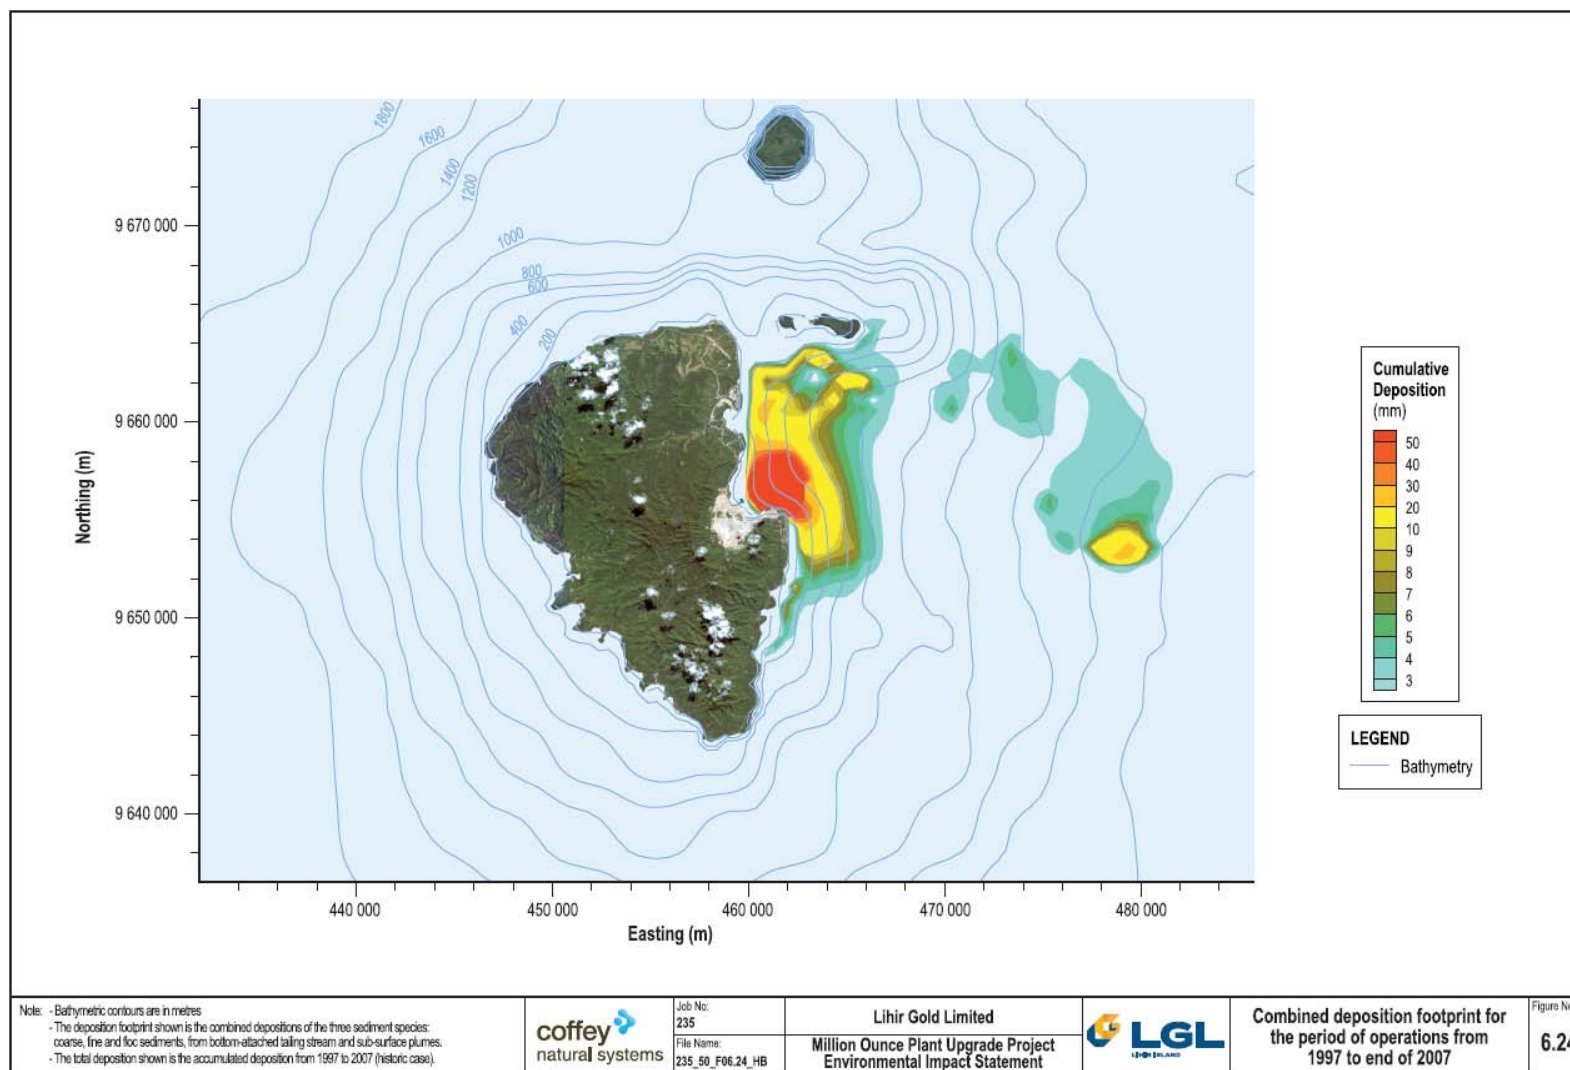 1800
1600
1400
1200
1000
800
600
400
200
9 670 000
9 660 000
9 650 000
9 640 000
Northing (m)
440 000
450 000
460 000
470 000
480 000
Easting (m)
Cumulative
Deposition
(mm)
50
40
30
20
10
9
8
7
6
5
4
3
LEGEND
Bathymetry
Note: - Bathymetric contours are in metres
- The deposition footprint shown is the combined depositions of the three sediment species:
coarse, fine and floc sediments, from bottom-attached tailing stream and sub-surface plumes.
- The total deposition shown is the accumulated deposition from 1997 to 2007 (historic case).
coffey
natural systems
Job No:
235
File Name:
235_50_F06.24_HB
Lihir Gold Limited
Million Ounce Plant Upgrade Project
Environmental Impact Statement
LGL
LIHIR ISLAND
Combined deposition footprint for
the period of operations from
1997 to end of 2007
Figure No
6.24